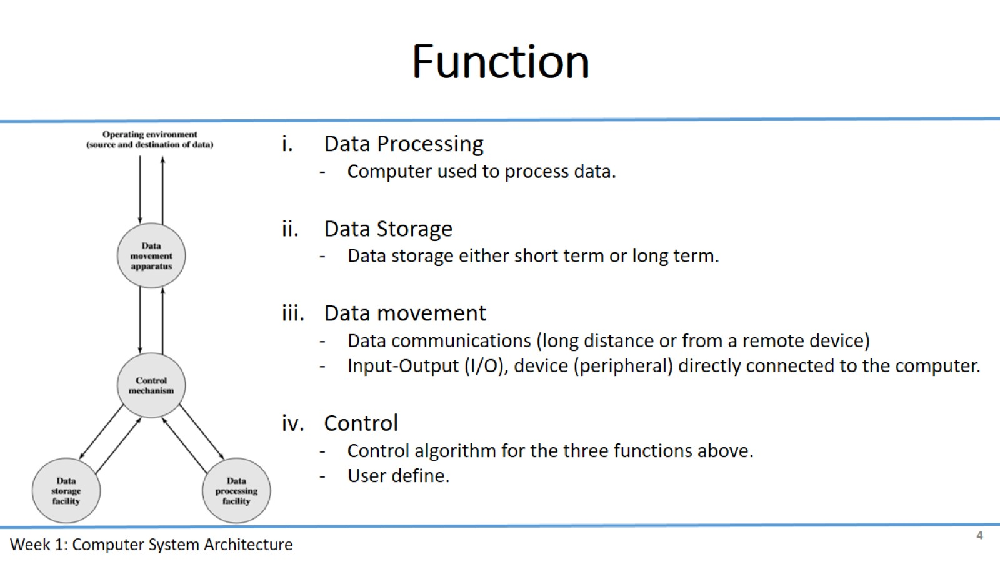 Function
Operating environment
(source and destination of data)
Data
movement
apparatus
Control
mechanism
Data
storage
facility
Data
processing
facility
i. Data Processing
- Computer used to process data.
ii. Data Storage
- Data storage either short term or long term.
iii. Data movement
- Data communications (long distance or from a remote device)
- Input-Output (I/O), device (peripheral) directly connected to the computer.
iv. Control
- Control algorithm for the three functions above.
- User define.
Week 1: Computer System Architecture
4